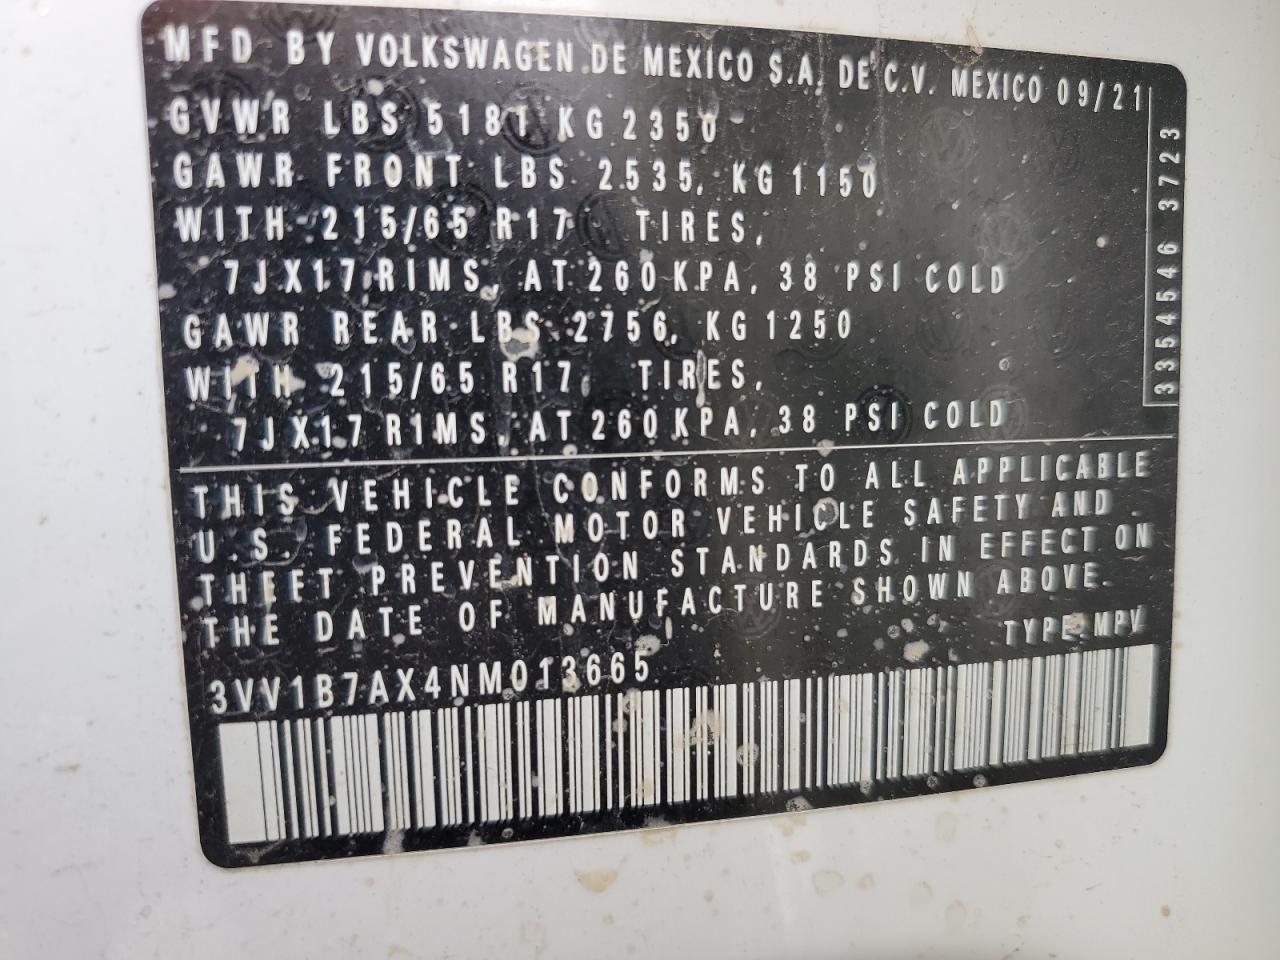 MFD BY VOLKSWAGEN DE MEXICO S.A. DE C.V. MEXICO 09/21
GVWR LBS 5181 KG 2350
GAWR FRONT LBS 2535, KG 1150
WITH 215/65 R17 TIRES,
7JX17 RIMS, AT 260 KPA, 38 PSI COLD
GAWR REAR LBS 2756, KG 1250
WITH 215/65 R17 TIRES,
7JX17 RIMS, AT 260 KPA, 38 PSI COLD
3354546 3723
THIS VEHICLE CONFORMS TO ALL APPLICABLE
U.S. FEDERAL MOTOR VEHICLE SAFETY AND
THEFT PREVENTION STANDARDS IN EFFECT ON
THE DATE OF MANUFACTURE SHOWN ABOVE.
TYPE:MPV
3VV1B7AX4NM013665